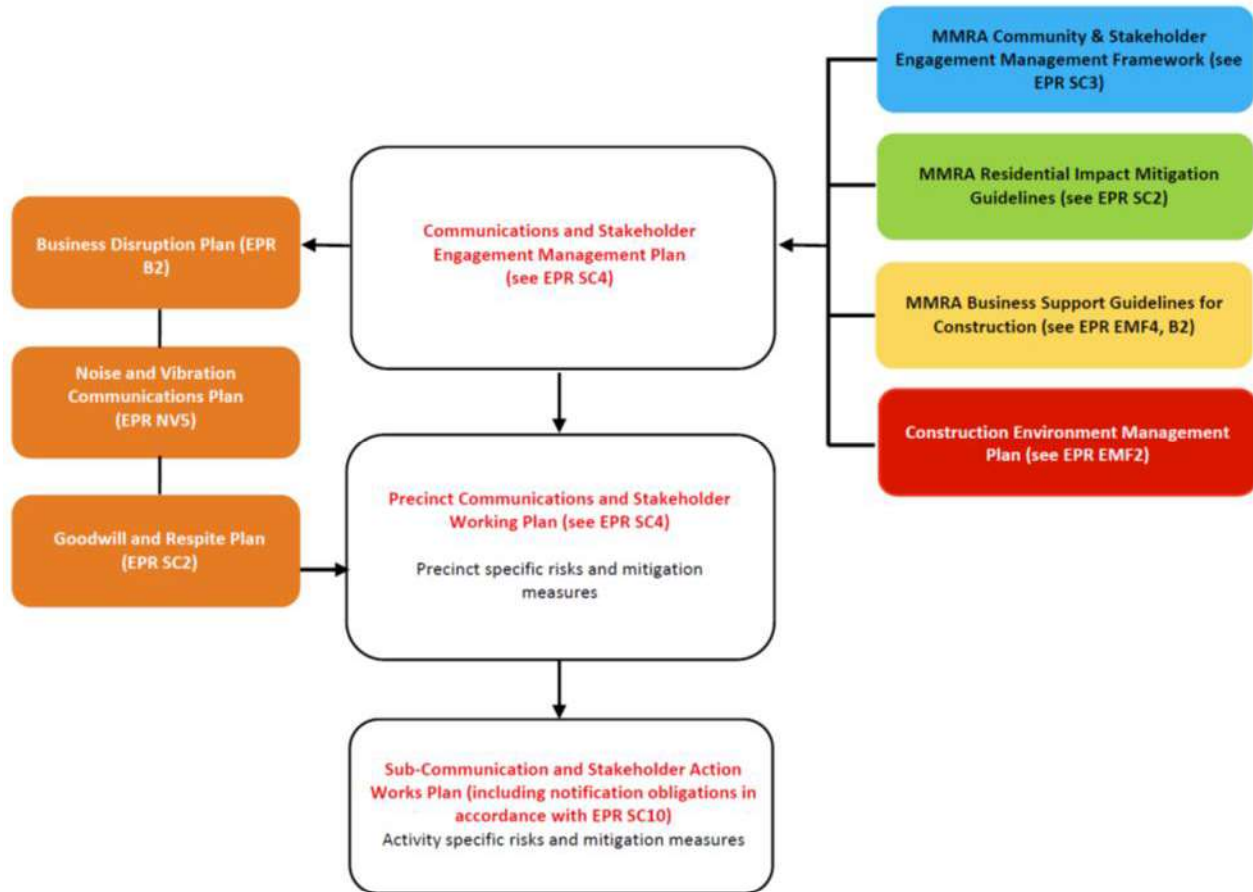 MMRA Community & Stakeholder
Engagement Management Framework (see
EPR SC3)
MMRA Residential Impact Mitigation
Guidelines (see EPR SC2)
MMRA Business Support Guidelines for
Construction (see EPR EMF4, B2)
Construction Environment Management
Plan (see EPR EMF2)
Communications and Stakeholder
Engagement Management Plan
(see EPR SC4)
Business Disruption Plan (EPR
B2)
Noise and Vibration
Communications Plan
(EPR NV5)
Goodwill and Respite Plan
(EPR SC2)
Precinct Communications and Stakeholder
Working Plan (see EPR SC4)
Precinct specific risks and mitigation
measures
Sub-Communication and Stakeholder Action
Works Plan (including notification obligations in
accordance with EPR SC10)
Activity specific risks and mitigation measures